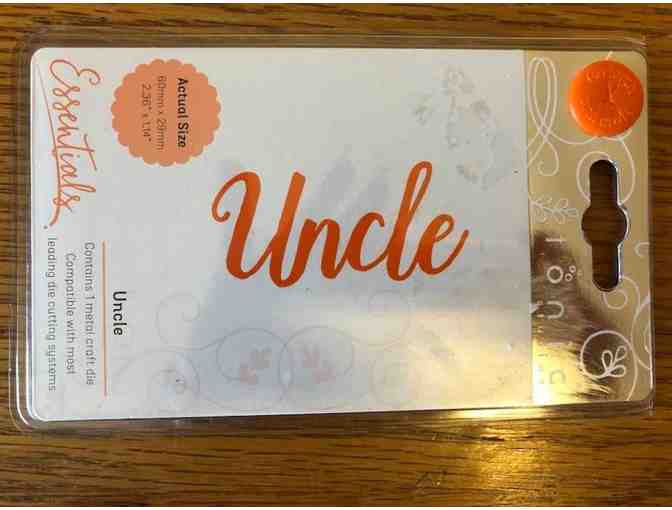 Essentials
Actual Size
60mm x 29mm
2.36" x 1.14"
Uncle
Uncle
Contains 1 metal craft die
Compatible with most
leading die cutting systems